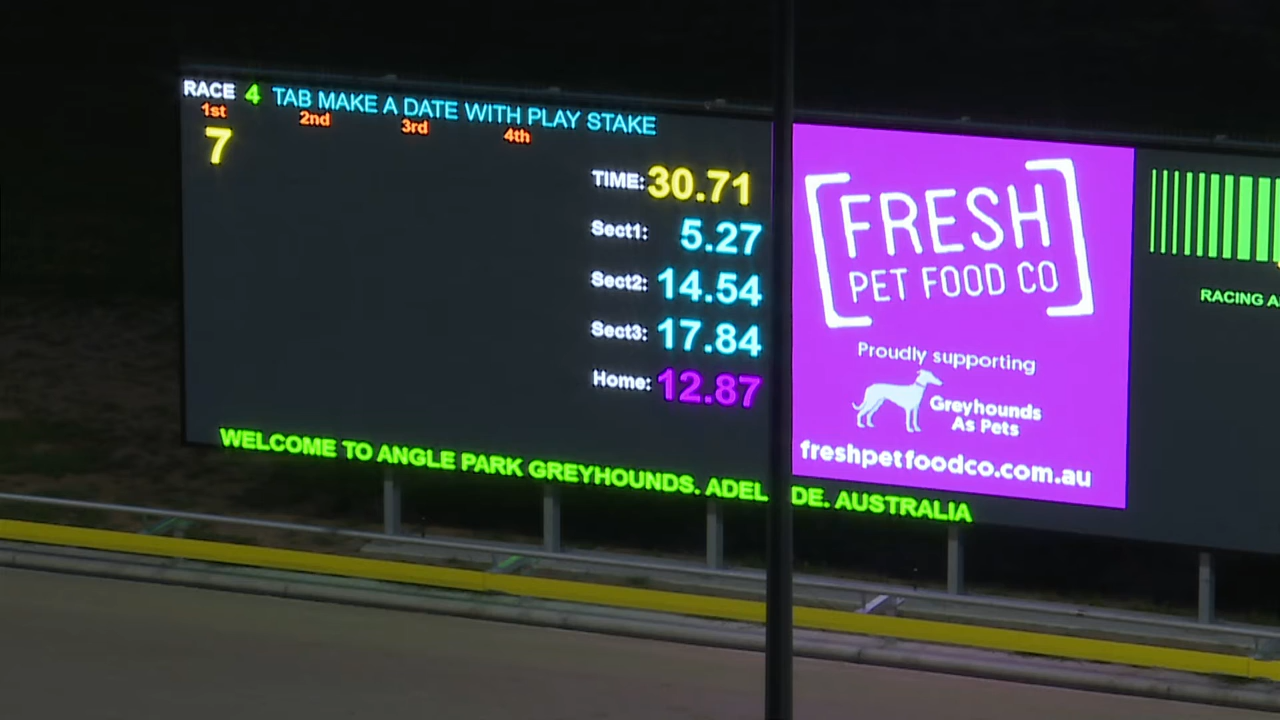 RACE 4 TAB MAKE A DATE WITH PLAY STAKE
1st 2nd 3rd 4th
7
TIME: 30.71
Sect1: 5.27
Sect2: 14.54
Sect3: 17.84
Home: 12.87
WELCOME TO ANGLE PARK GREYHOUNDS. AUSTRALIA
FRESH
PET FOOD CO
Proudly supporting
Greyhounds
As Pets
freshpetfoodco.com.au
RACING